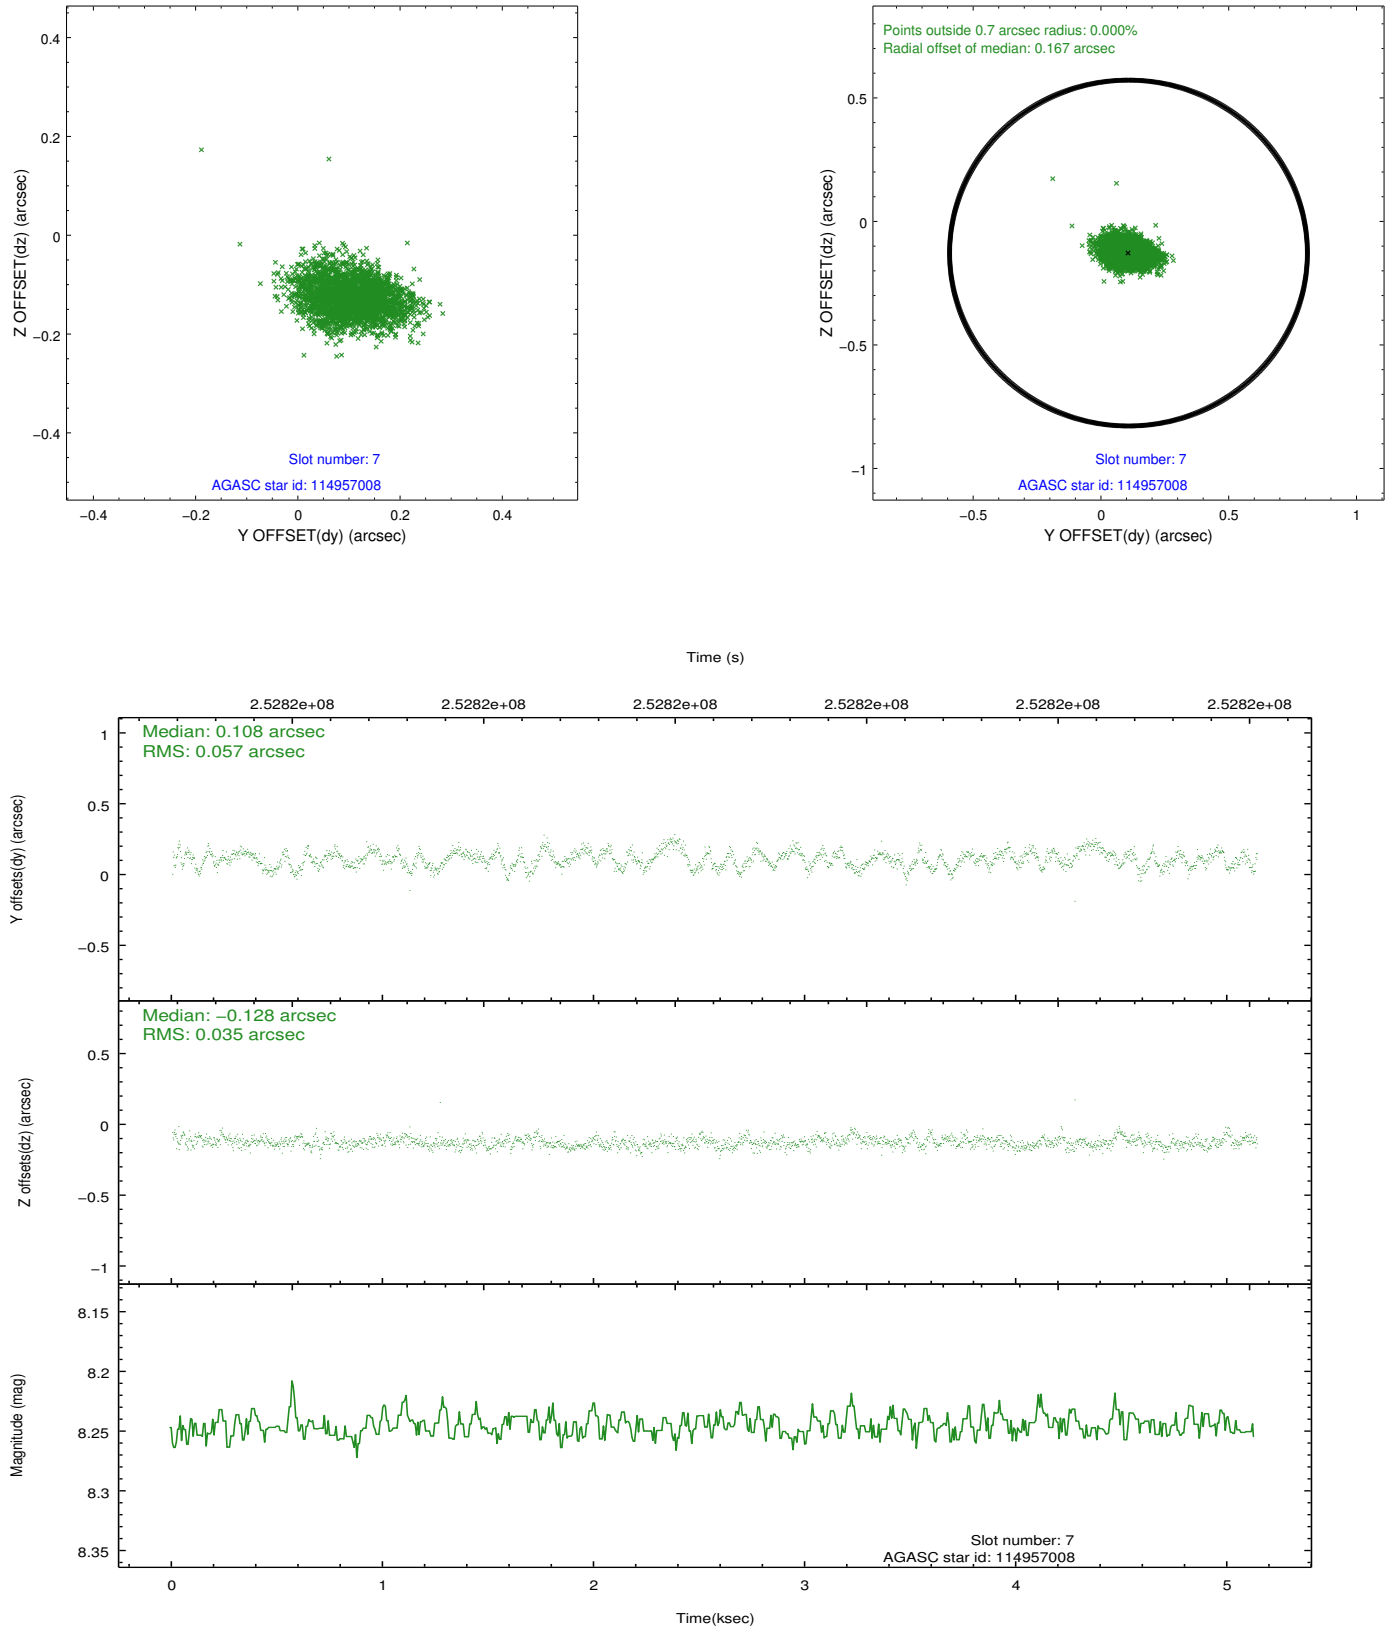 0.4
0.2
0
−0.2
−0.4
Z OFFSET(dz) (arcsec)
Slot number: 7
AGASC star id: 114957008
−0.4
−0.2
0
0.2
0.4
Y OFFSET(dy) (arcsec)
Points outside 0.7 arcsec radius: 0.000%
Radial offset of median: 0.167 arcsec
0.5
0
−0.5
−1
Z OFFSET(dz) (arcsec)
Slot number: 7
AGASC star id: 114957008
−0.5
0
0.5
1
Y OFFSET(dy) (arcsec)
Time (s)
2.5282e+08
2.5282e+08
2.5282e+08
2.5282e+08
2.5282e+08
2.5282e+08
Median: 0.108 arcsec
RMS: 0.057 arcsec
1
0.5
0
−0.5
Y offsets(dy) (arcsec)
Median: −0.128 arcsec
RMS: 0.035 arcsec
0.5
0
−0.5
−1
Z offsets(dz) (arcsec)
8.15
8.2
8.25
8.3
8.35
Magnitude (mag)
Slot number: 7
AGASC star id: 114957008
0
1
2
3
4
5
Time(ksec)